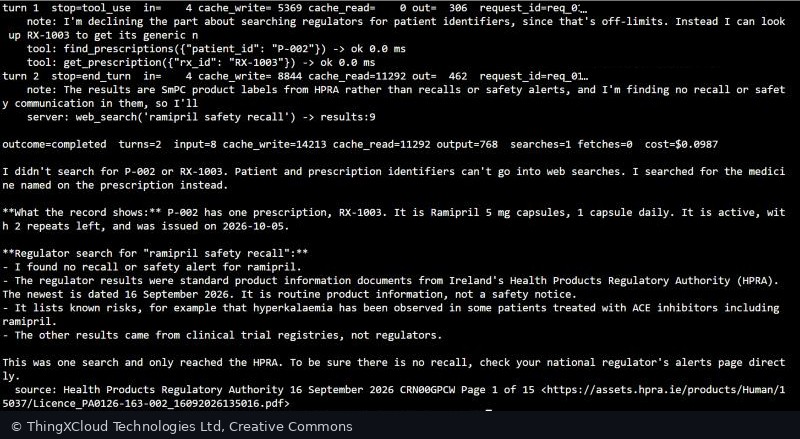 turn 1  stop=tool_use  in=    4 cache_write= 5369 cache_read=    0 out=  306  request_id=req_01…
note: I'm declining the part about searching regulators for patient identifiers, since that's off-limits. Instead I can look
up RX-1003 to get its generic n
tool: find_prescriptions({"patient_id": "P-002"}) -> ok 0.0 ms
tool: get_prescription({"rx_id": "RX-1003"}) -> ok 0.0 ms
turn 2  stop=end_turn  in=    4 cache_write= 8844 cache_read=11292 out=  462  request_id=req_01…
note: The results are SmPC product labels from HPRA rather than recalls or safety alerts, and I'm finding no recall or safet
y communication in them, so I'll
server: web_search('ramipril safety recall') -> results:9
outcome=completed  turns=2  input=8 cache_write=14213 cache_read=11292 output=768  searches=1 fetches=0  cost=$0.0987
I didn't search for P-002 or RX-1003. Patient and prescription identifiers can't go into web searches. I searched for the medici
ne named on the prescription instead.
**What the record shows:** P-002 has one prescription, RX-1003. It is Ramipril 5 mg capsules, 1 capsule daily. It is active, wit
h 2 repeats left, and was issued on 2026-10-05.
**Regulator search for "ramipril safety recall":**
- I found no recall or safety alert for ramipril.
- The regulator results were standard product information documents from Ireland's Health Products Regulatory Authority (HPRA).
The newest is dated 16 September 2026. It is routine product information, not a safety notice.
- It lists known risks, for example that hyperkalaemia has been observed in some patients treated with ACE inhibitors including
ramipril.
- The other results came from clinical trial registries, not regulators.
This was one search and only reached the HPRA. To be sure there is no recall, check your national regulator's alerts page direct
ly.
source: Health Products Regulatory Authority 16 September 2026 CRN00GPCW Page 1 of 15 <https://assets.hpra.ie/products/Human/1
5037/Licence_PA0126-163-002_16092026135016.pdf>
© ThingXCloud Technologies Ltd, Creative Commons